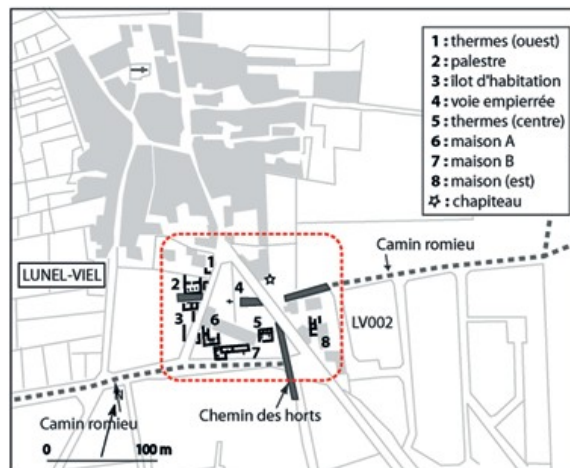 1 : thermes (ouest)
2 : palestre
3 : îlot d'habitation
4 : voie empierrée
5 : thermes (centre)
6 : maison A
7 : maison B
8 : maison (est)
☆ : chapiteau
Camin romieu
LUNEL-VIEL
1
2
4
3
6
5
LV002
8
7
Camin romieu
Chemin des horts
N
0 100 m